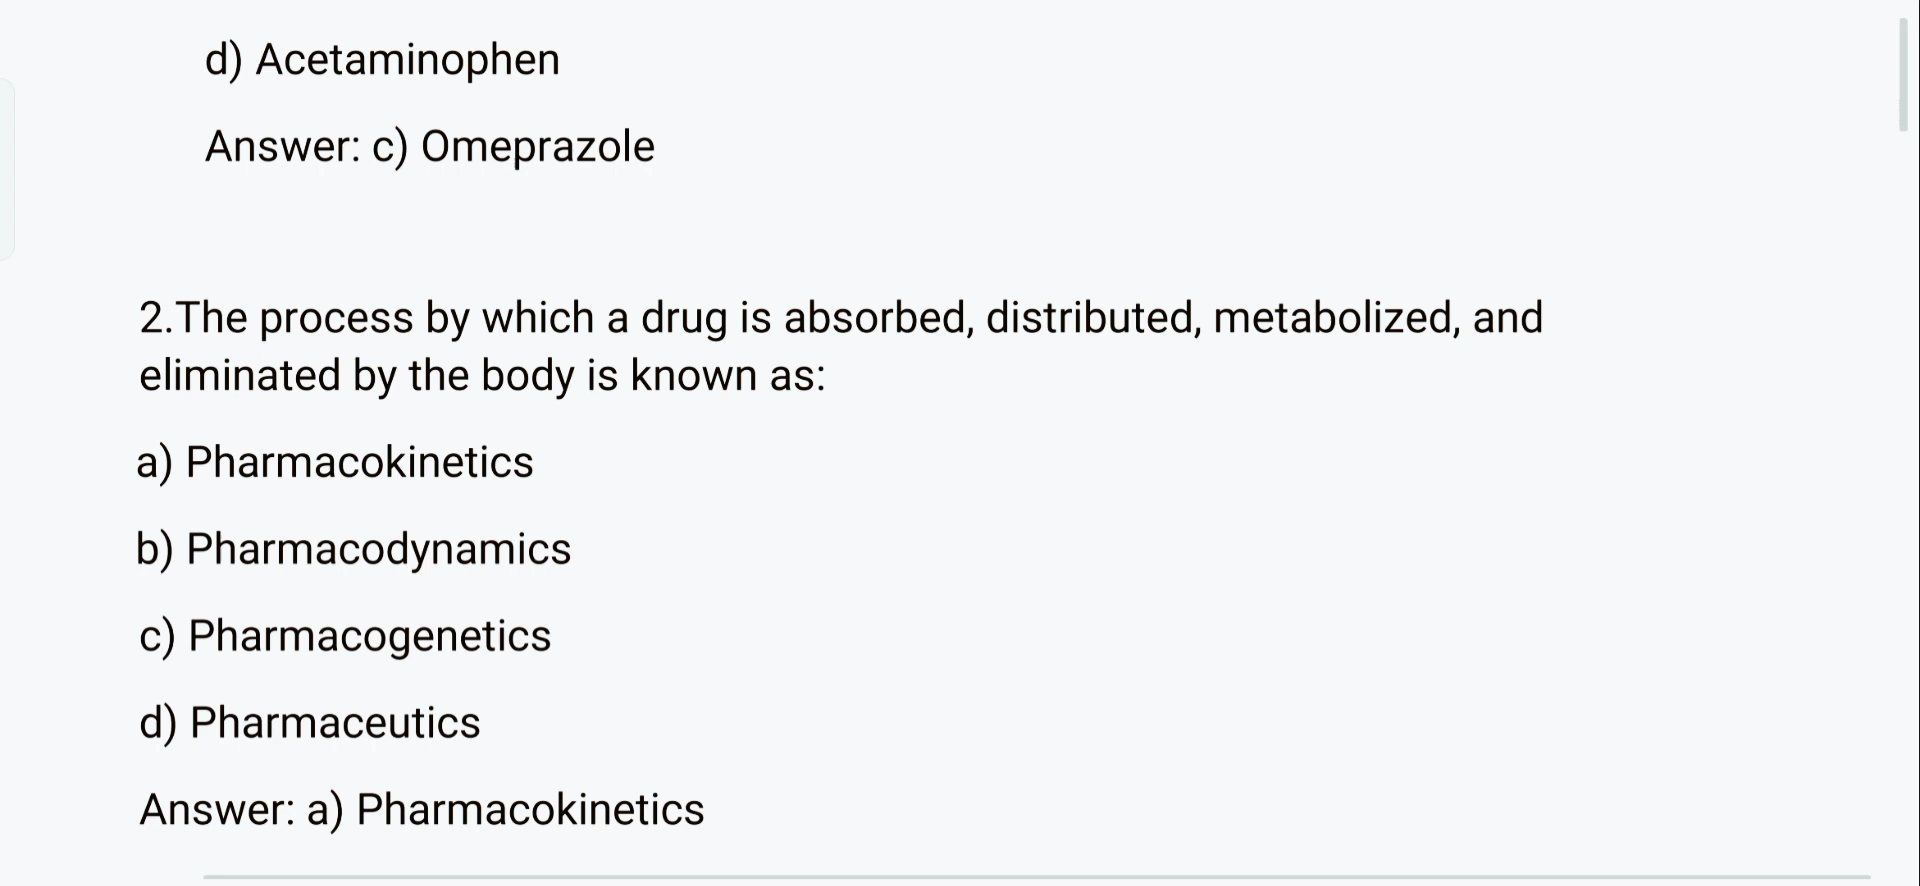 d) Acetaminophen
Answer: c) Omeprazole
2.The process by which a drug is absorbed, distributed, metabolized, and
eliminated by the body is known as:
a) Pharmacokinetics
b) Pharmacodynamics
c) Pharmacogenetics
d) Pharmaceutics
Answer: a) Pharmacokinetics